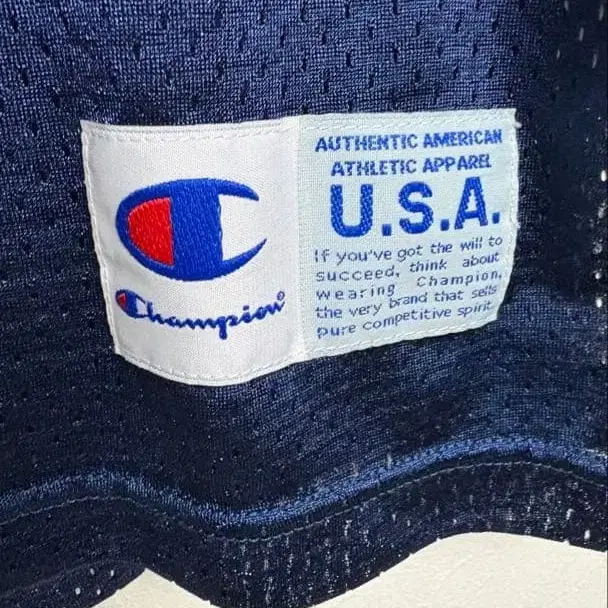 Champion®
AUTHENTIC AMERICAN
ATHLETIC APPAREL
U.S.A.
If you've got the will to
succeed, think about
wearing Champion,
the very brand that sells
pure competitive spirit.